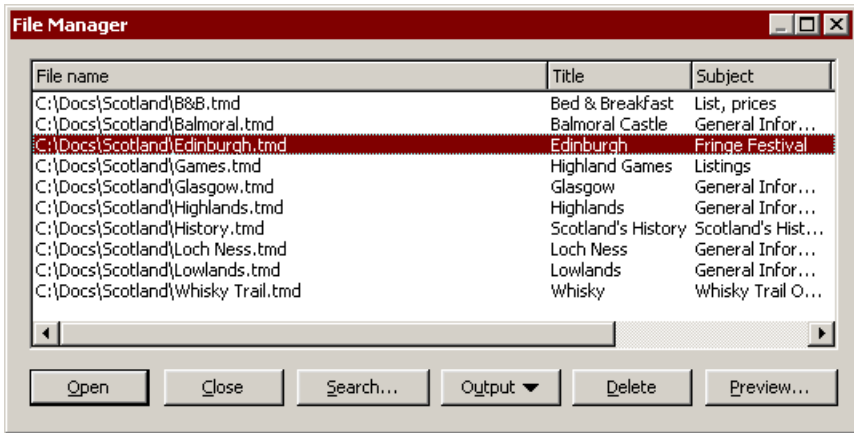 File Manager
File name Title Subject
C:\Docs\Scotland\B&B.tmd Bed & Breakfast List, prices
C:\Docs\Scotland\Balmoral.tmd Balmoral Castle General Infor...
C:\Docs\Scotland\Edinburgh.tmd Edinburgh Fringe Festival
C:\Docs\Scotland\Games.tmd Highland Games Listings
C:\Docs\Scotland\Glasgow.tmd Glasgow General Infor...
C:\Docs\Scotland\Highlands.tmd Highlands General Infor...
C:\Docs\Scotland\History.tmd Scotland's History Scotland's Hist...
C:\Docs\Scotland\Loch Ness.tmd Loch Ness General Infor...
C:\Docs\Scotland\Lowlands.tmd Lowlands General Infor...
C:\Docs\Scotland\Whisky Trail.tmd Whisky Whisky Trail O...
Open Close Search... Output Delete Preview...